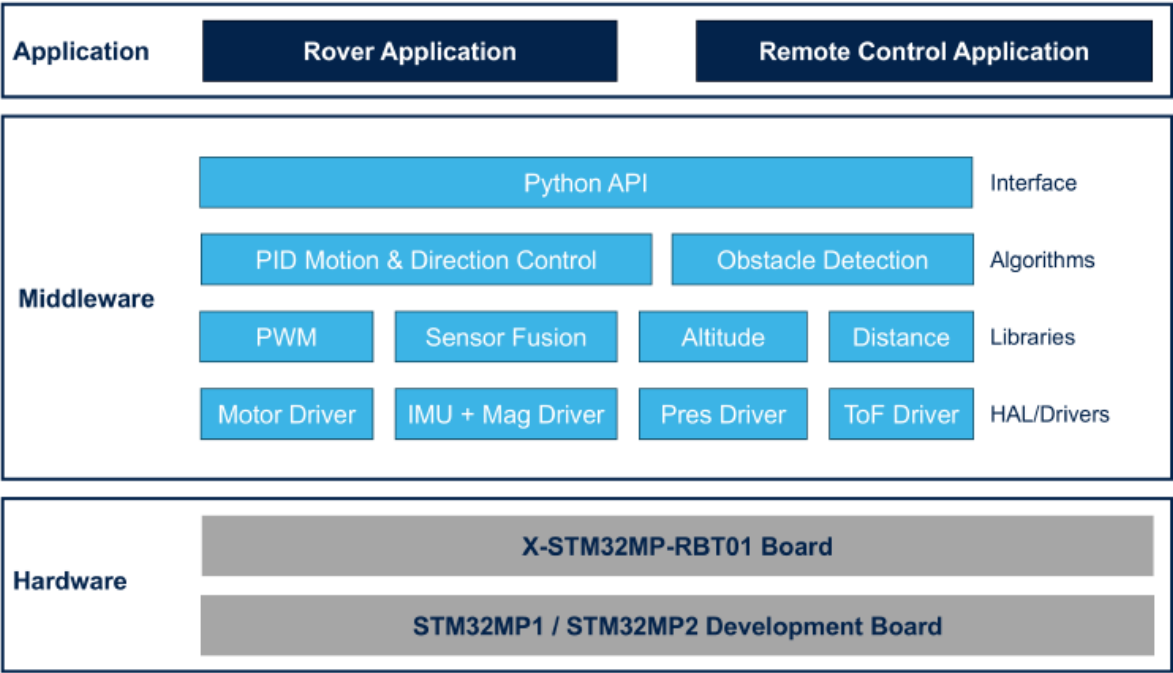 Application
Rover Application
Remote Control Application
Middleware
Python API
Interface
PID Motion & Direction Control
Obstacle Detection
Algorithms
PWM
Sensor Fusion
Altitude
Distance
Libraries
Motor Driver
IMU + Mag Driver
Pres Driver
ToF Driver
HAL/Drivers
Hardware
X-STM32MP-RBT01 Board
STM32MP1 / STM32MP2 Development Board